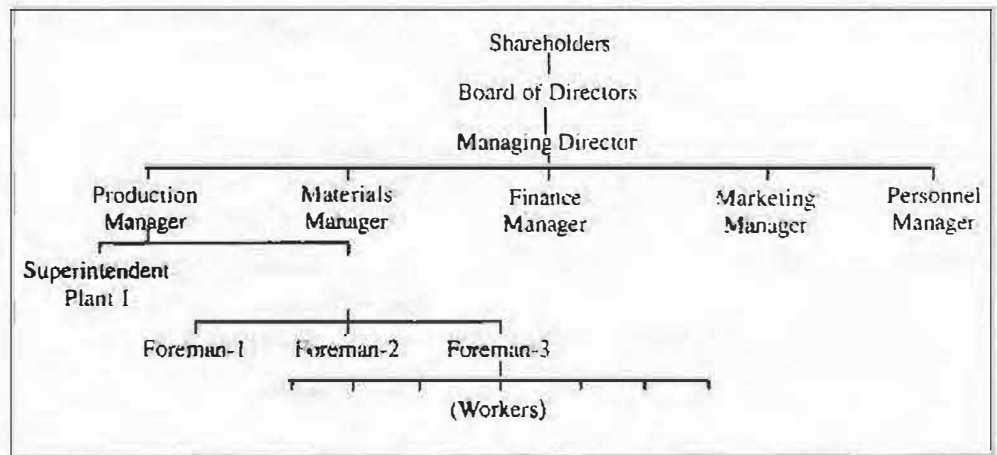 Shareholders
Board of Directors
Managing Director
Production Materials Finance Marketing Personnel
Manager Manager Manager Manager Manager
Superintendent
Plant I
Foreman-1 Foreman-2 Foreman-3
(Workers)